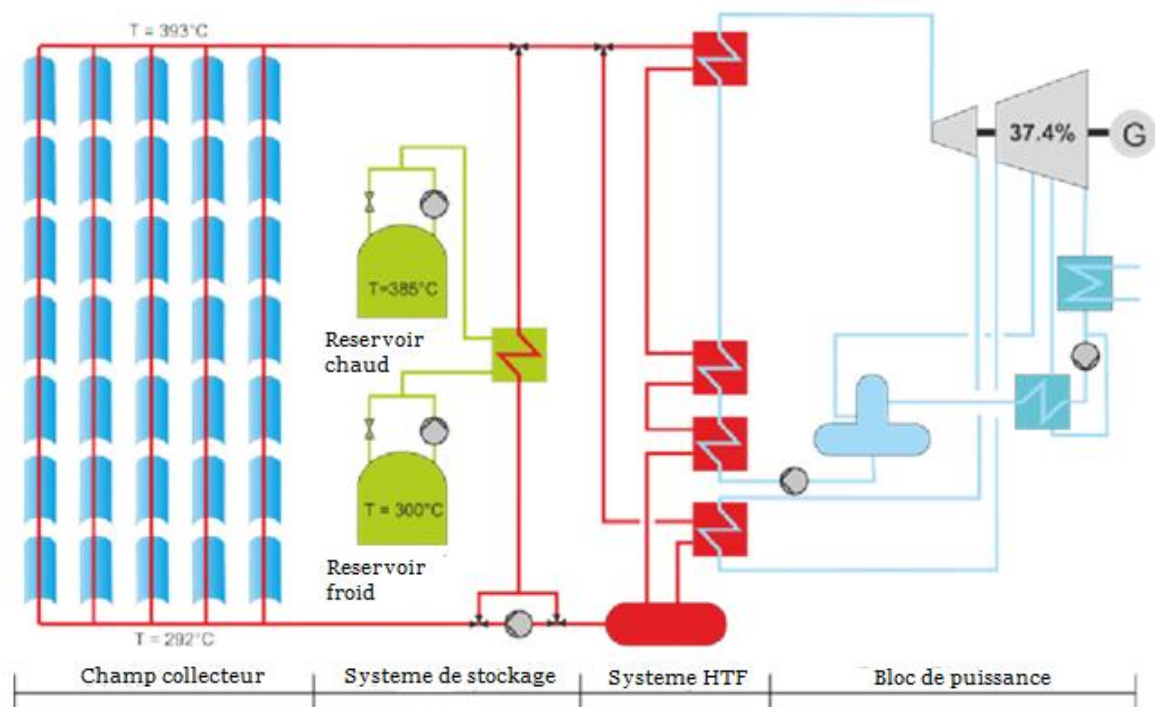 T = 393°C
37.4%
G
T=385°C
Reservoir
chaud
T = 300°C
Reservoir
froid
T = 292°C
Champ collecteur
Systeme de stockage
Systeme HTF
Bloc de puissance